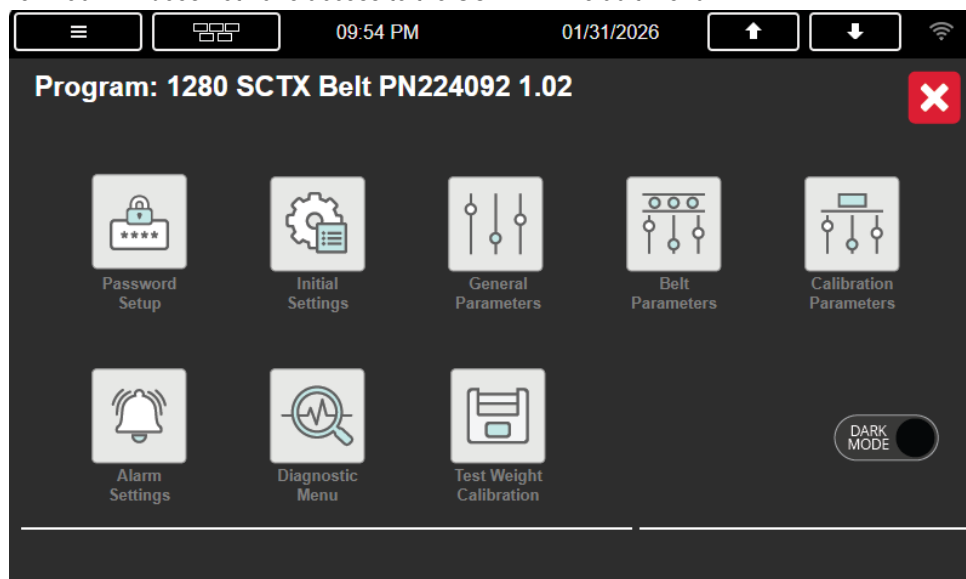 09:54 PM 01/31/2026
Program: 1280 SCTX Belt PN224092 1.02
****
Password
Setup
Initial
Settings
General
Parameters
Belt
Parameters
Calibration
Parameters
Alarm
Settings
Diagnostic
Menu
Test Weight
Calibration
DARK
MODE